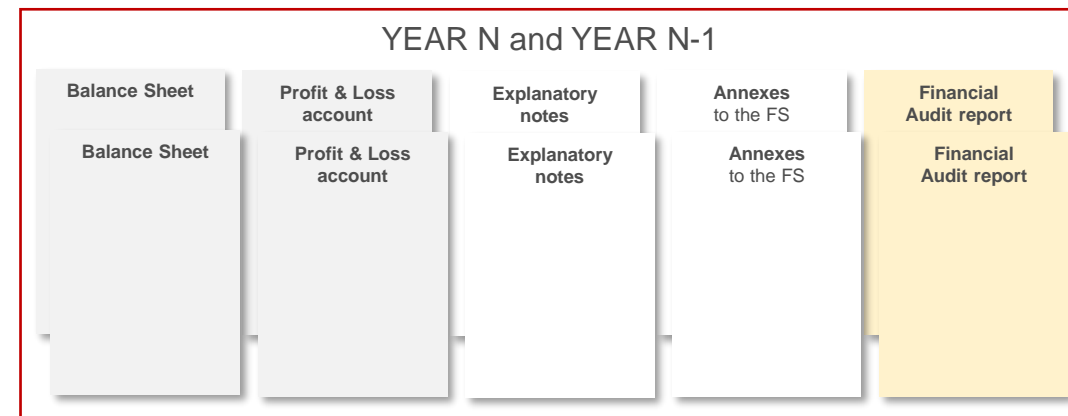 YEAR N and YEAR N-1
Balance Sheet
Profit & Loss
account
Explanatory
notes
Annexes
to the FS
Financial
Audit report
Balance Sheet
Profit & Loss
account
Explanatory
notes
Annexes
to the FS
Financial
Audit report